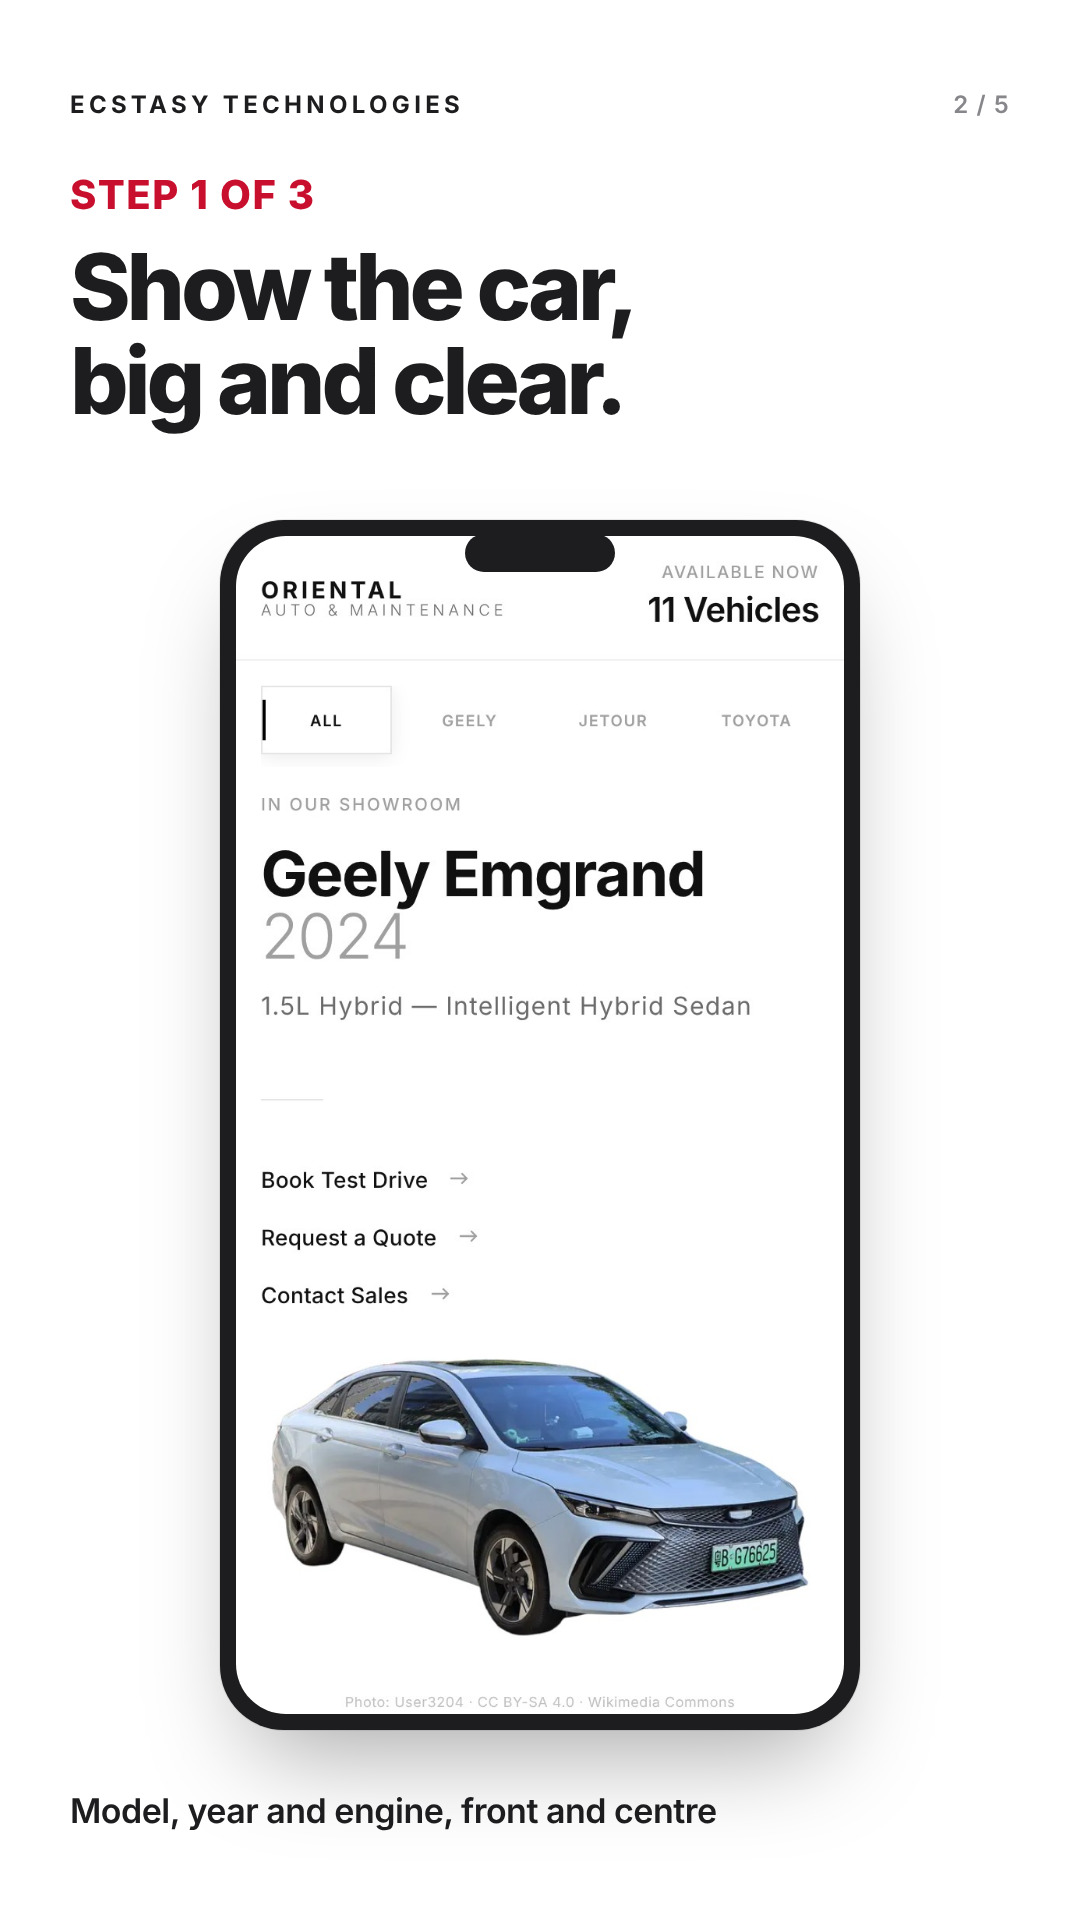 ECSTASY TECHNOLOGIES
2 / 5
STEP 1 OF 3
Show the car,
big and clear.
ORIENTAL
AUTO & MAINTENANCE
AVAILABLE NOW
11 Vehicles
ALL
GEELY
JETOUR
TOYOTA
IN OUR SHOWROOM
Geely Emgrand
2024
1.5L Hybrid — Intelligent Hybrid Sedan
Book Test Drive →
Request a Quote →
Contact Sales →
粤B·G76625
Photo: User3204 · CC BY-SA 4.0 · Wikimedia Commons
Model, year and engine, front and centre